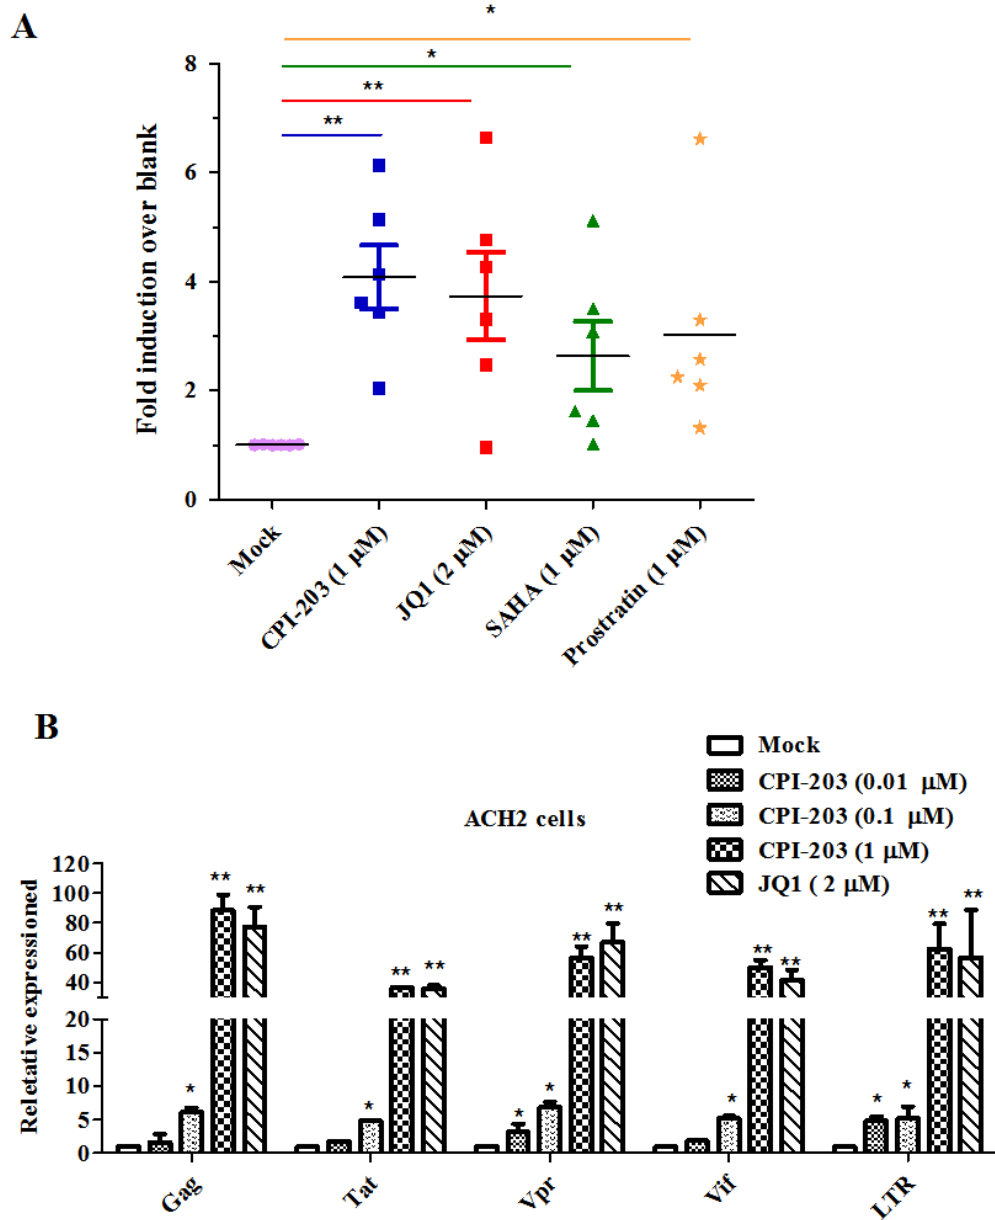 A
*
*
**
**
Fold induction over blank
8
6
4
2
0
Mock
CPI-203 (1 μM)
JQ1 (2 μM)
SAHA (1 μM)
Prostratin (1 μM)
B
Mock
CPI-203 (0.01 μM)
CPI-203 (0.1 μM)
CPI-203 (1 μM)
JQ1 ( 2 μM)
ACH2 cells
Reletative expressioned
120
100
80
60
40
20
15
10
5
0
** ** * ** ** * ** ** * * ** ** * ** ** * *
Gag
Tat
Vpr
Vif
LTR